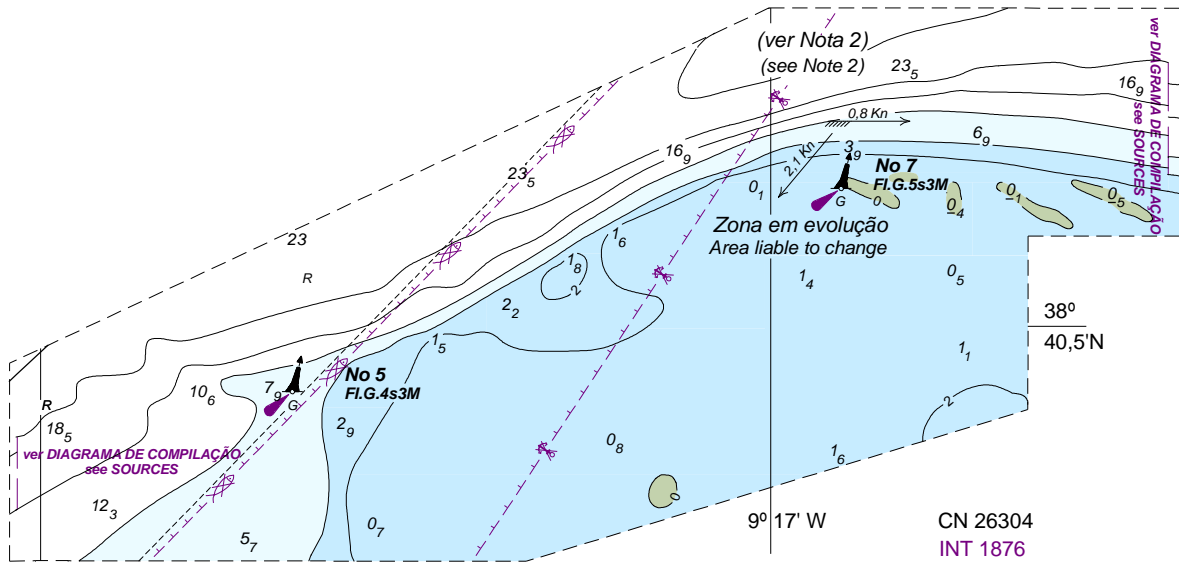 (ver Nota 2)
(see Note 2)
23₅
16₉
ver DIAGRAMA DE COMPILAÇÃO
see SOURCES
0,8 Kn
2,1 Kn
3₉
6₉
16₉
23₅
No 7
Fl.G.5s3M
G
0
0₁
0₄
0₁
0₅
Zona em evolução
Area liable to change
23
R
1₆
1₈
2
1₄
0₅
2₂
38º
40,5'N
1₅
1₁
No 5
Fl.G.4s3M
7₉
G
10₆
R
18₅
2₉
2
0₈
1₆
ver DIAGRAMA DE COMPILAÇÃO
see SOURCES
0
12₃
5₇
0₇
9º 17' W
CN 26304
INT 1876